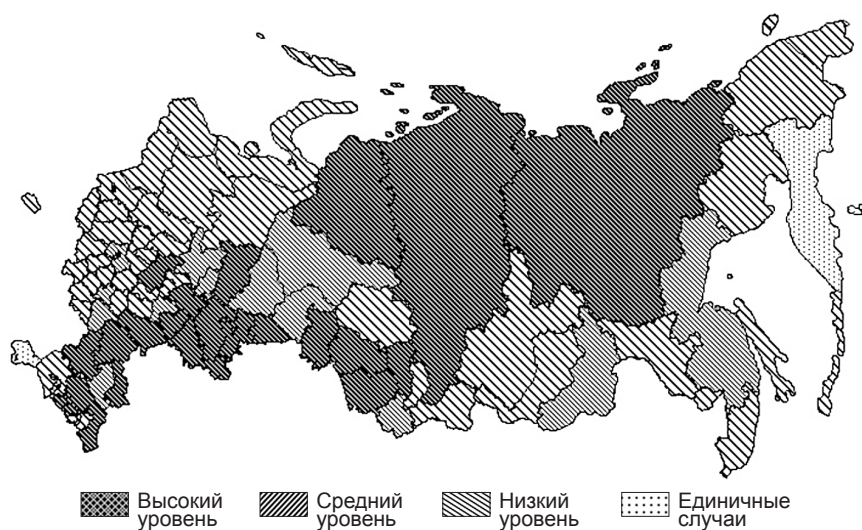 Высокий
уровень
Средний
уровень
Низкий
уровень
Единичные
случаи